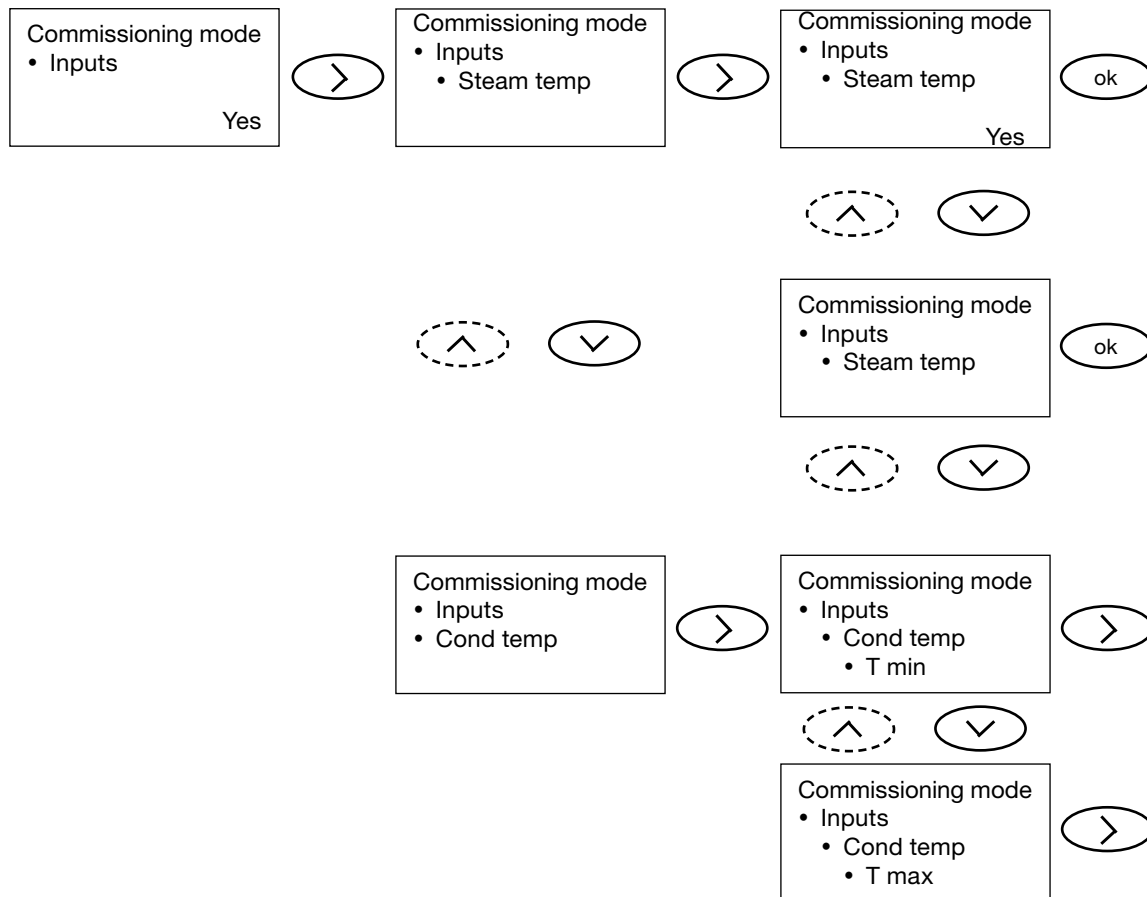 Commissioning mode
• Inputs
Yes
Commissioning mode
• Inputs
• Steam temp
Commissioning mode
• Inputs
• Steam temp
Yes
ok
Commissioning mode
• Inputs
• Steam temp
ok
Commissioning mode
• Inputs
• Cond temp
Commissioning mode
• Inputs
• Cond temp
• T min
Commissioning mode
• Inputs
• Cond temp
• T max